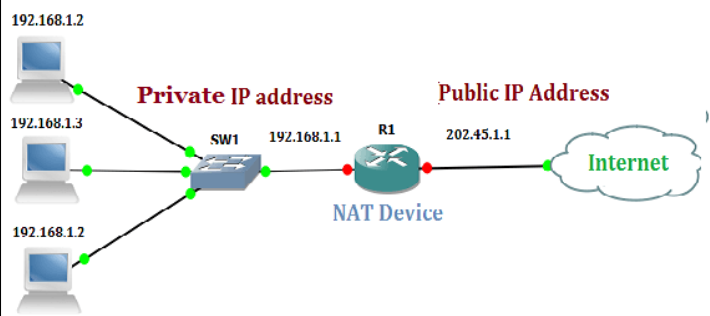 192.168.1.2
Private IP address
Public IP Address
192.168.1.3
SW1
192.168.1.1
R1
202.45.1.1
Internet
NAT Device
192.168.1.2